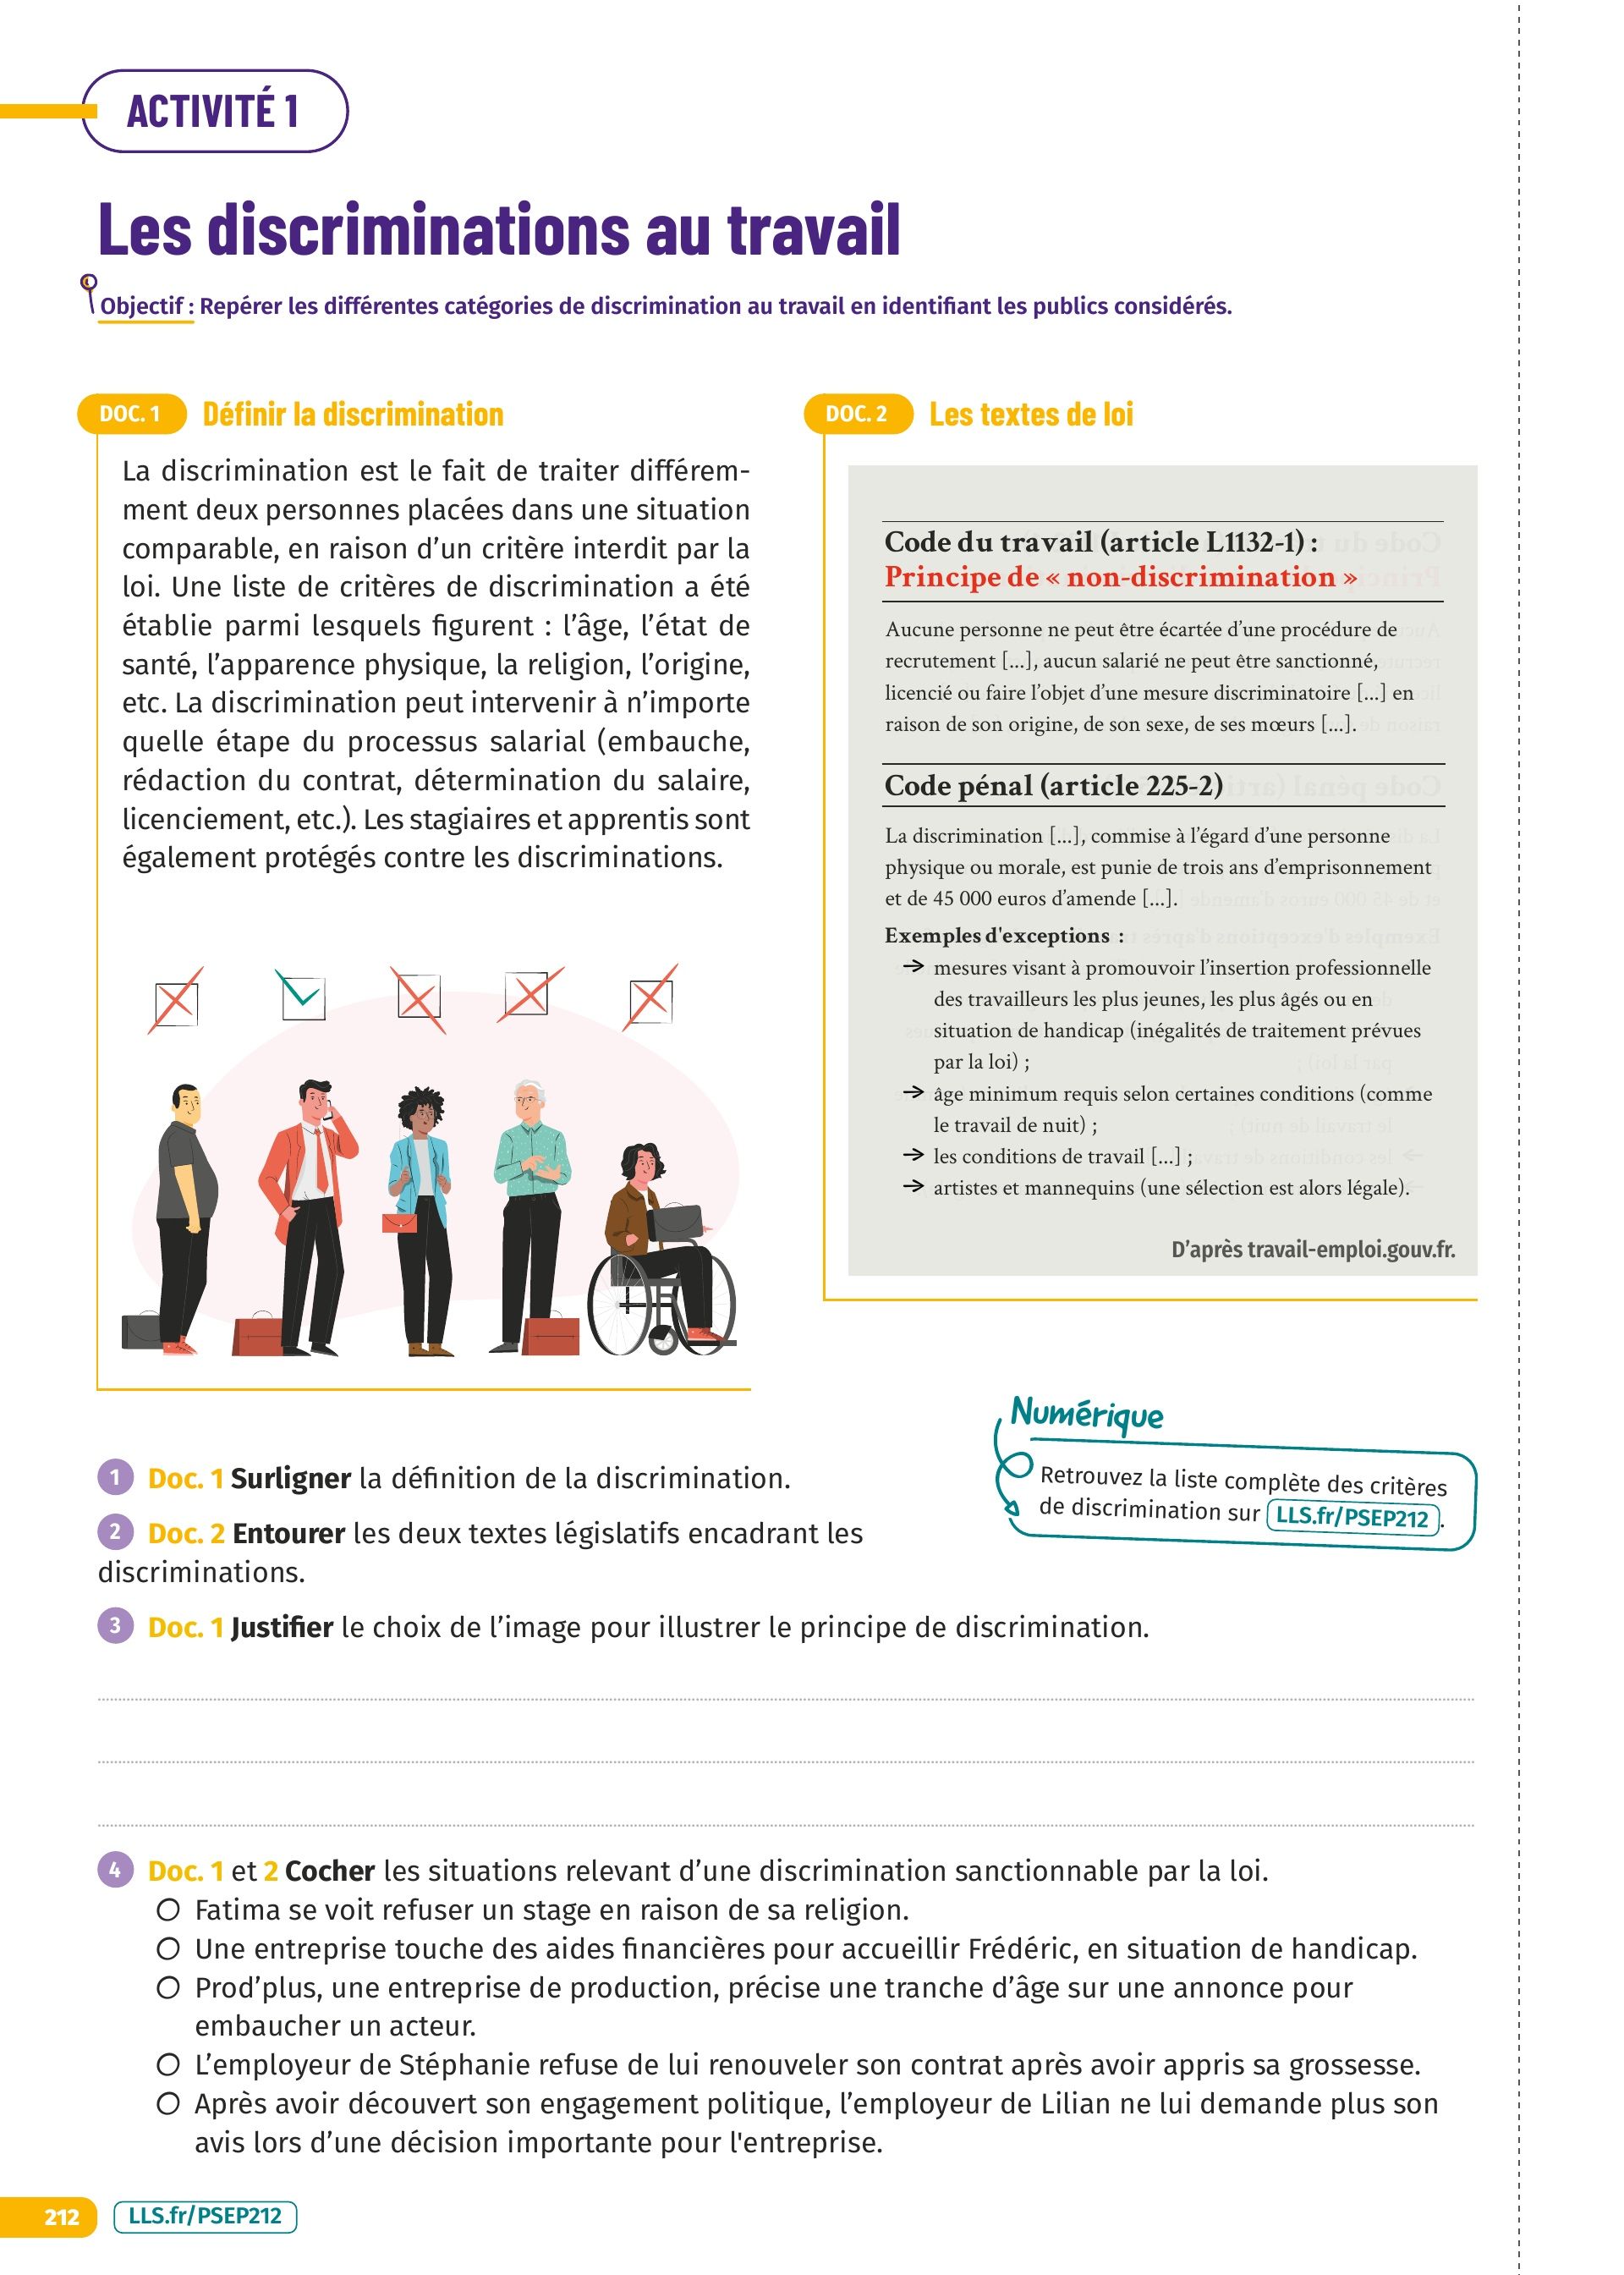 ACTIVITÉ 1
Les discriminations au travail
Objectif : Repérer les différentes catégories de discrimination au travail en identifiant les publics considérés.
DOC. 1 Définir la discrimination
La discrimination est le fait de traiter différem-
ment deux personnes placées dans une situation
comparable, en raison d’un critère interdit par la
loi. Une liste de critères de discrimination a été
établie parmi lesquels figurent : l’âge, l’état de
santé, l’apparence physique, la religion, l’origine,
etc. La discrimination peut intervenir à n’importe
quelle étape du processus salarial (embauche,
rédaction du contrat, détermination du salaire,
licenciement, etc.). Les stagiaires et apprentis sont
également protégés contre les discriminations.
DOC. 2 Les textes de loi
Code du travail (article L1132-1) :
Principe de « non-discrimination »
Aucune personne ne peut être écartée d’une procédure de
recrutement [...], aucun salarié ne peut être sanctionné,
licencié ou faire l’objet d’une mesure discriminatoire [...] en
raison de son origine, de son sexe, de ses mœurs [...].
Code pénal (article 225-2)
La discrimination [...], commise à l’égard d’une personne
physique ou morale, est punie de trois ans d’emprisonnement
et de 45 000 euros d’amende [...].
Exemples d'exceptions :
→ mesures visant à promouvoir l’insertion professionnelle
des travailleurs les plus jeunes, les plus âgés ou en
situation de handicap (inégalités de traitement prévues
par la loi) ;
→ âge minimum requis selon certaines conditions (comme
le travail de nuit) ;
→ les conditions de travail [...] ;
→ artistes et mannequins (une sélection est alors légale).
D’après travail-emploi.gouv.fr.
Numérique
Retrouvez la liste complète des critères
de discrimination sur LLS.fr/PSEP212.
1 Doc. 1 Surligner la définition de la discrimination.
2 Doc. 2 Entourer les deux textes législatifs encadrant les
discriminations.
3 Doc. 1 Justifier le choix de l’image pour illustrer le principe de discrimination.
4 Doc. 1 et 2 Cocher les situations relevant d’une discrimination sanctionnable par la loi.
Fatima se voit refuser un stage en raison de sa religion.
Une entreprise touche des aides financières pour accueillir Frédéric, en situation de handicap.
Prod’plus, une entreprise de production, précise une tranche d’âge sur une annonce pour
embaucher un acteur.
L’employeur de Stéphanie refuse de lui renouveler son contrat après avoir appris sa grossesse.
Après avoir découvert son engagement politique, l’employeur de Lilian ne lui demande plus son
avis lors d’une décision importante pour l'entreprise.
212 LLS.fr/PSEP212